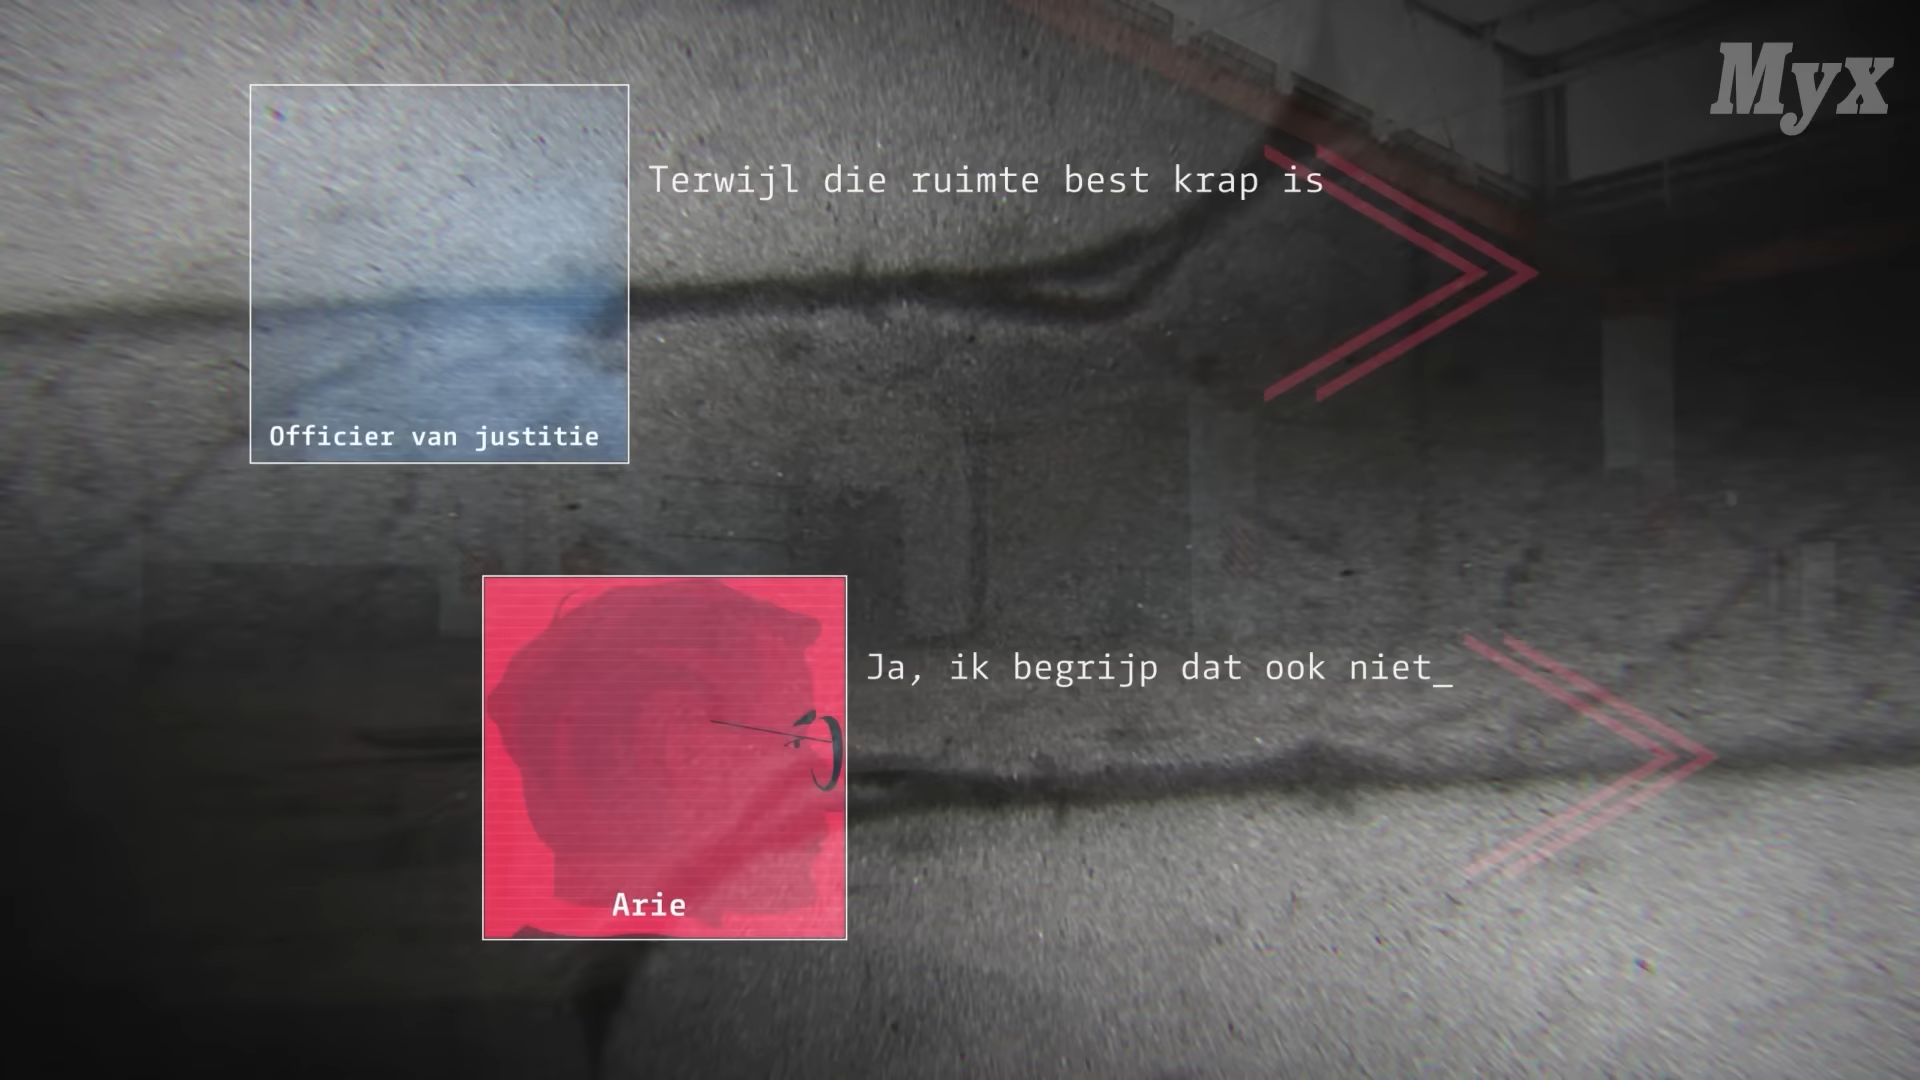 Myx
Terwijl die ruimte best krap is
Officier van justitie
Ja, ik begrijp dat ook niet_
Arie